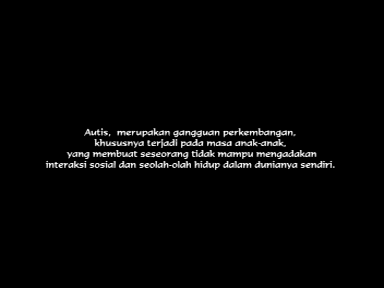 Autis,  merupakan gangguan perkembangan,
khususnya terjadi pada masa anak-anak,
yang membuat seseorang tidak mampu mengadakan
interaksi sosial dan seolah-olah hidup dalam dunianya sendiri.